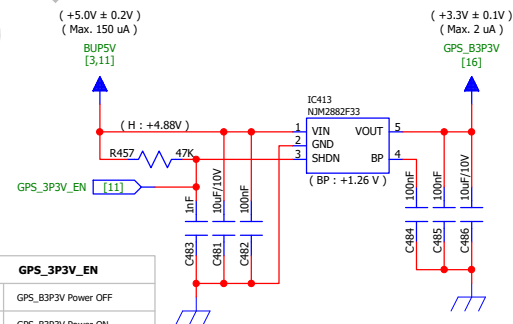 ( +5.0V ± 0.2V )
( Max. 150 uA )
BUP5V
[3,11]
( +3.3V ± 0.1V )
( Max. 2 uA )
GPS_B3P3V
[16]
IC413
NJM2882F33
( H : +4.88V )
1 VIN VOUT 5
2 GND
3 SHDN BP 4
( BP : +1.26 V )
R457 47K
GPS_3P3V_EN [11]
1nF
10uF/10V
100nF
C483
C481
C482
100nF
100nF
10uF/10V
C484
C485
C486
GPS_3P3V_EN
GPS_B3P3V Power OFF
GPS_B3P3V Power ON